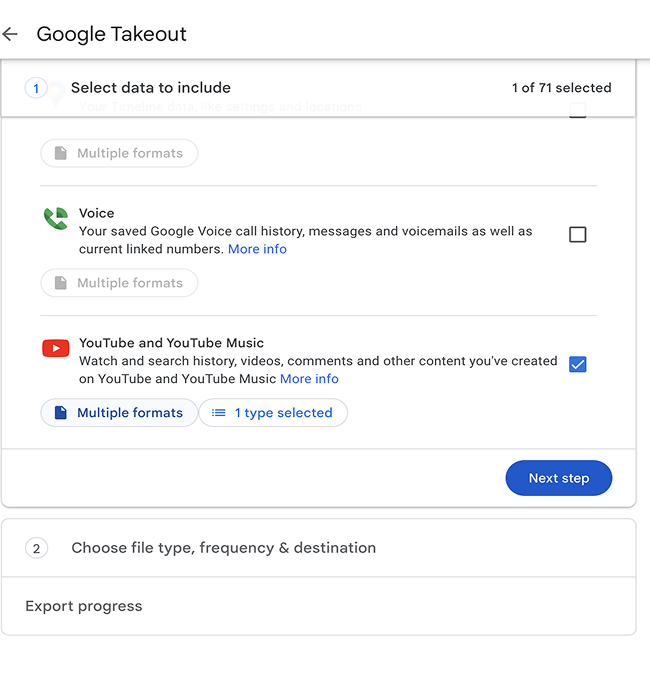 Google Takeout
1
Select data to include
1 of 71 selected
Your Timeline data, like settings and locations
Multiple formats
Voice
Your saved Google Voice call history, messages and voicemails as well as
current linked numbers. More info
Multiple formats
YouTube and YouTube Music
Watch and search history, videos, comments and other content you've created
on YouTube and YouTube Music More info
Multiple formats
1 type selected
Next step
2
Choose file type, frequency & destination
Export progress